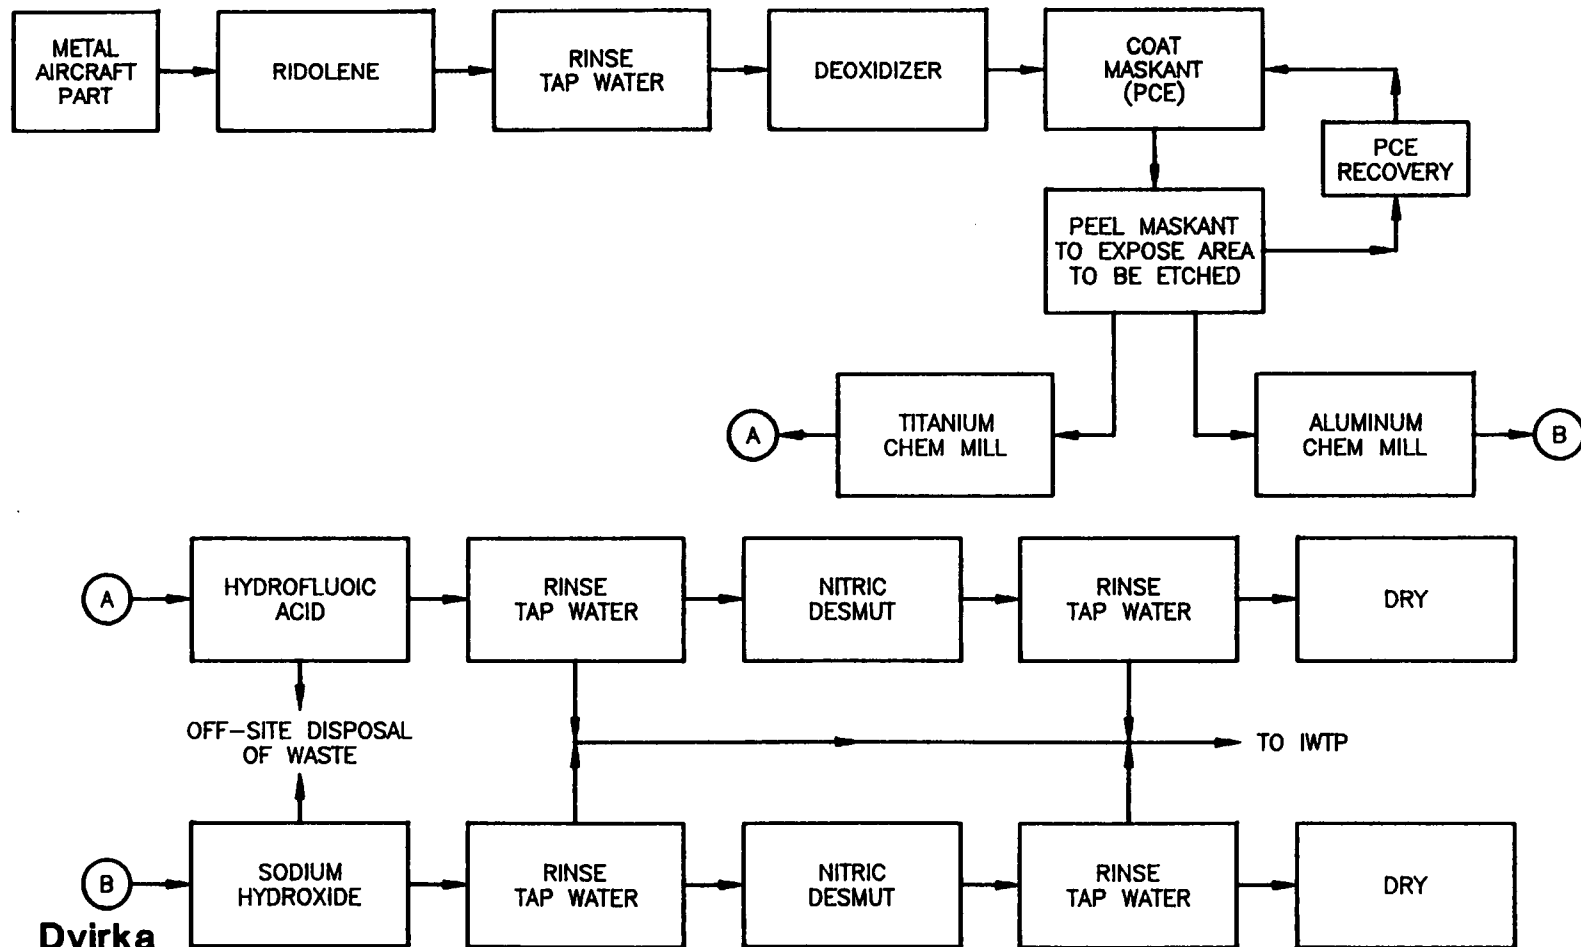 METAL
AIRCRAFT
PART
RIDOLENE
RINSE
TAP WATER
DEOXIDIZER
COAT
MASKANT
(PCE)
PCE
RECOVERY
PEEL MASKANT
TO EXPOSE AREA
TO BE ETCHED
A
TITANIUM
CHEM MILL
ALUMINUM
CHEM MILL
B
A
HYDROFLUOIC
ACID
RINSE
TAP WATER
NITRIC
DESMUT
RINSE
TAP WATER
DRY
OFF-SITE DISPOSAL
OF WASTE
TO IWTP
B
SODIUM
HYDROXIDE
RINSE
TAP WATER
NITRIC
DESMUT
RINSE
TAP WATER
DRY
Dvirka